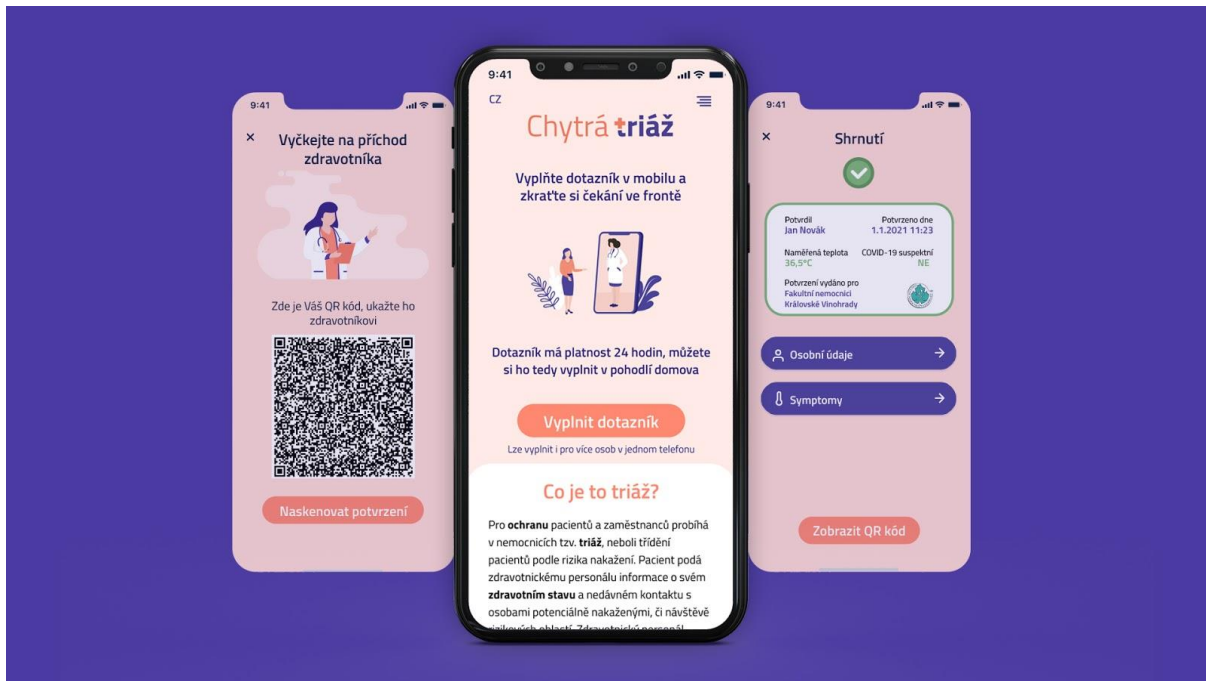 9:41
Vyčkejte na příchod
zdravotníka
Zde je Váš QR kód, ukažte ho
zdravotníkovi
Naskenovat potvrzení
9:41
CZ
Chytrá triáž
Vyplňte dotazník v mobilu a
zkraťte si čekání ve frontě
Dotazník má platnost 24 hodin, můžete
si ho tedy vyplnit v pohodlí domova
Vyplnit dotazník
Lze vyplnit i pro více osob v jednom telefonu
Co je to triáž?
Pro ochranu pacientů a zaměstnanců probíhá
v nemocnicích tzv. triáž, neboli třídění
pacientů podle rizika nakažení. Pacient podá
zdravotnickému personálu informace o svém
zdravotním stavu a nedávném kontaktu s
osobami potenciálně nakaženými, či návštěvě
rizikových oblastí. Zdravotnický personál
9:41
Shrnutí
Potvrdil Potvrzeno dne
Jan Novák 1.1.2021 11:23
Naměřená teplota COVID-19 suspektní
36,5°C NE
Potvrzení vydáno pro
Fakultní nemocnici
Královské Vinohrady
Osobní údaje
Symptomy
Zobrazit QR kód